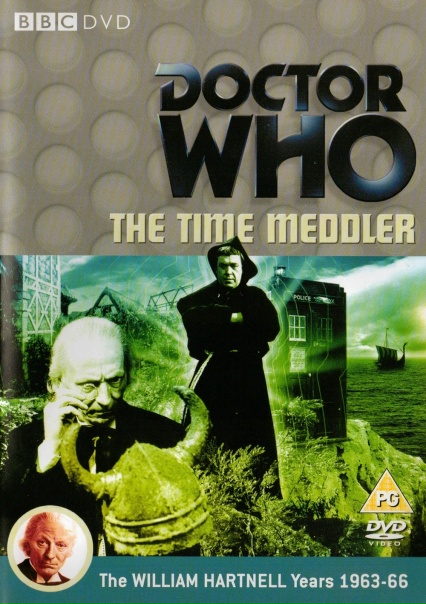 BBC DVD
DOCTOR
WHO
THE TIME MEDDLER
POLICE BOX
PG
DVD
VIDEO
The WILLIAM HARTNELL Years 1963-66